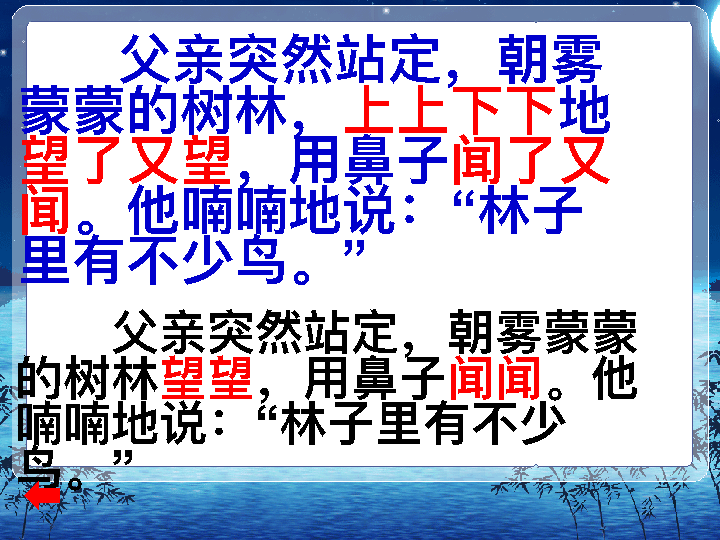 父亲突然站定，朝雾
蒙蒙的树林，上上下下地
望了又望，用鼻子闻了又
闻。他喃喃地说：“林子
里有不少鸟。”
父亲突然站定，朝雾蒙蒙
的树林望望，用鼻子闻闻。他
喃喃地说：“林子里有不少
鸟。”